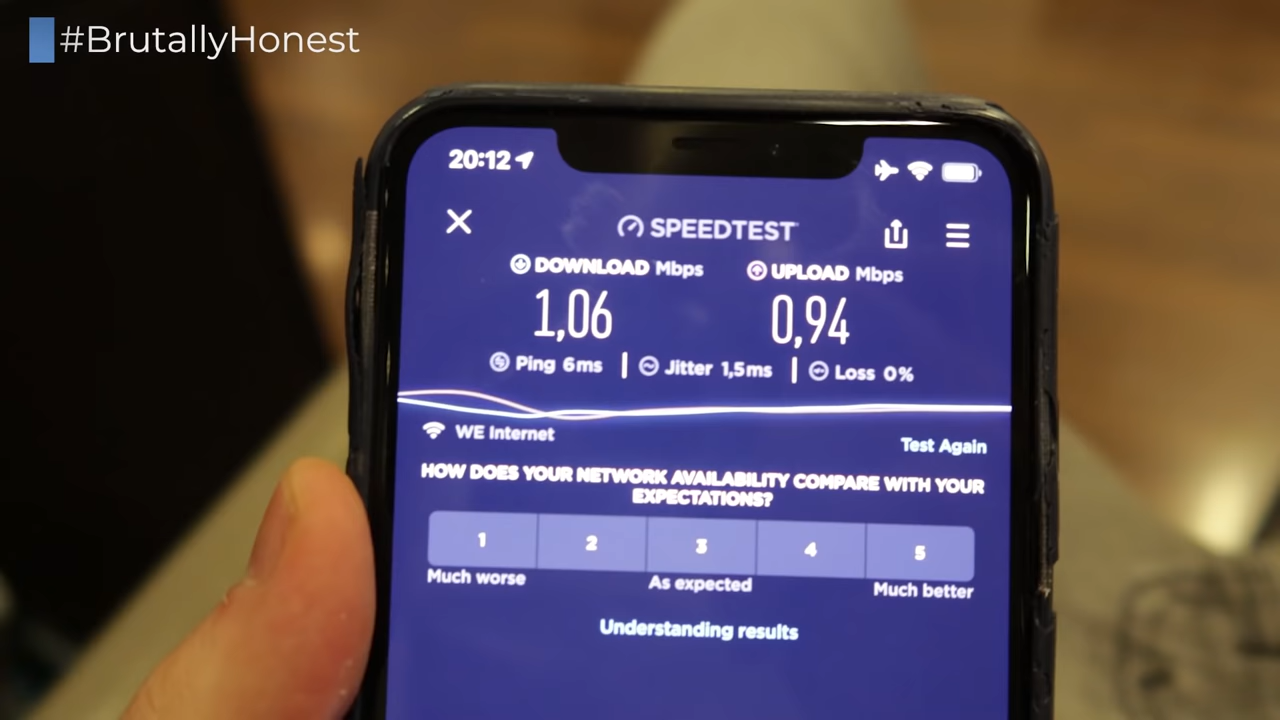 #BrutallyHonest
20:12
SPEEDTEST
DOWNLOAD Mbps UPLOAD Mbps
1,06 0,94
Ping 6ms Jitter 1,5ms Loss 0%
WE Internet
Test Again
HOW DOES YOUR NETWORK AVAILABILITY COMPARE WITH YOUR
EXPECTATIONS?
1 2 3 4 5
Much worse As expected Much better
Understanding results